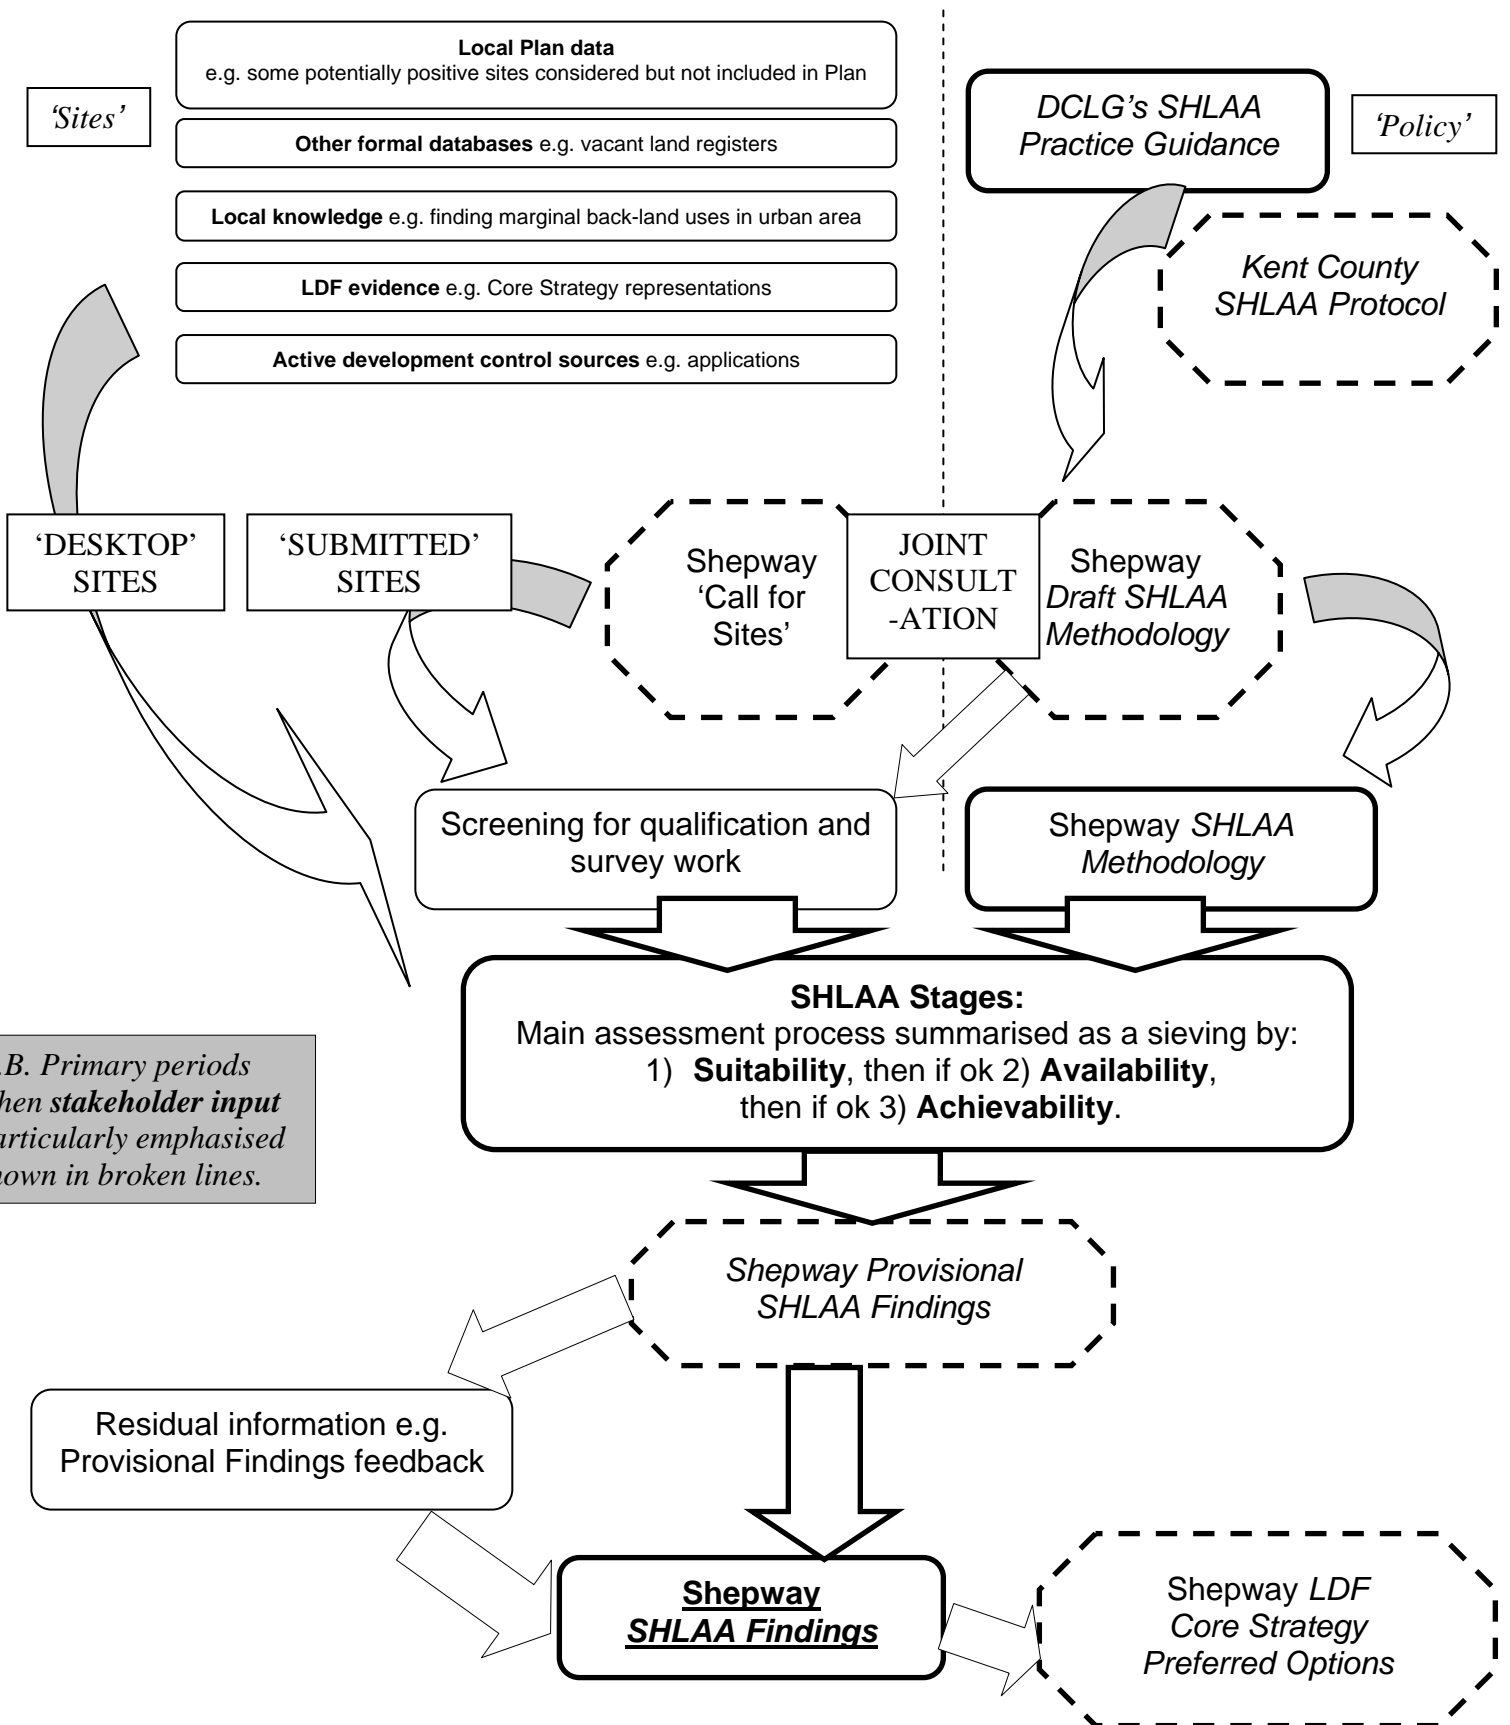 Local Plan data
e.g. some potentially positive sites considered but not included in Plan
'Sites'
Other formal databases e.g. vacant land registers
Local knowledge e.g. finding marginal back-land uses in urban area
LDF evidence e.g. Core Strategy representations
Active development control sources e.g. applications
DCLG's SHLAA
Practice Guidance
'Policy'
Kent County
SHLAA Protocol
'DESKTOP'
SITES
'SUBMITTED'
SITES
Shepway
'Call for
Sites'
JOINT
CONSULT
-ATION
Shepway
Draft SHLAA
Methodology
Screening for qualification and
survey work
Shepway SHLAA
Methodology
SHLAA Stages:
Main assessment process summarised as a sieving by:
1) Suitability, then if ok 2) Availability,
then if ok 3) Achievability.
.B. Primary periods
hen stakeholder input
articularly emphasised
hown in broken lines.
Shepway Provisional
SHLAA Findings
Residual information e.g.
Provisional Findings feedback
Shepway
SHLAA Findings
Shepway LDF
Core Strategy
Preferred Options